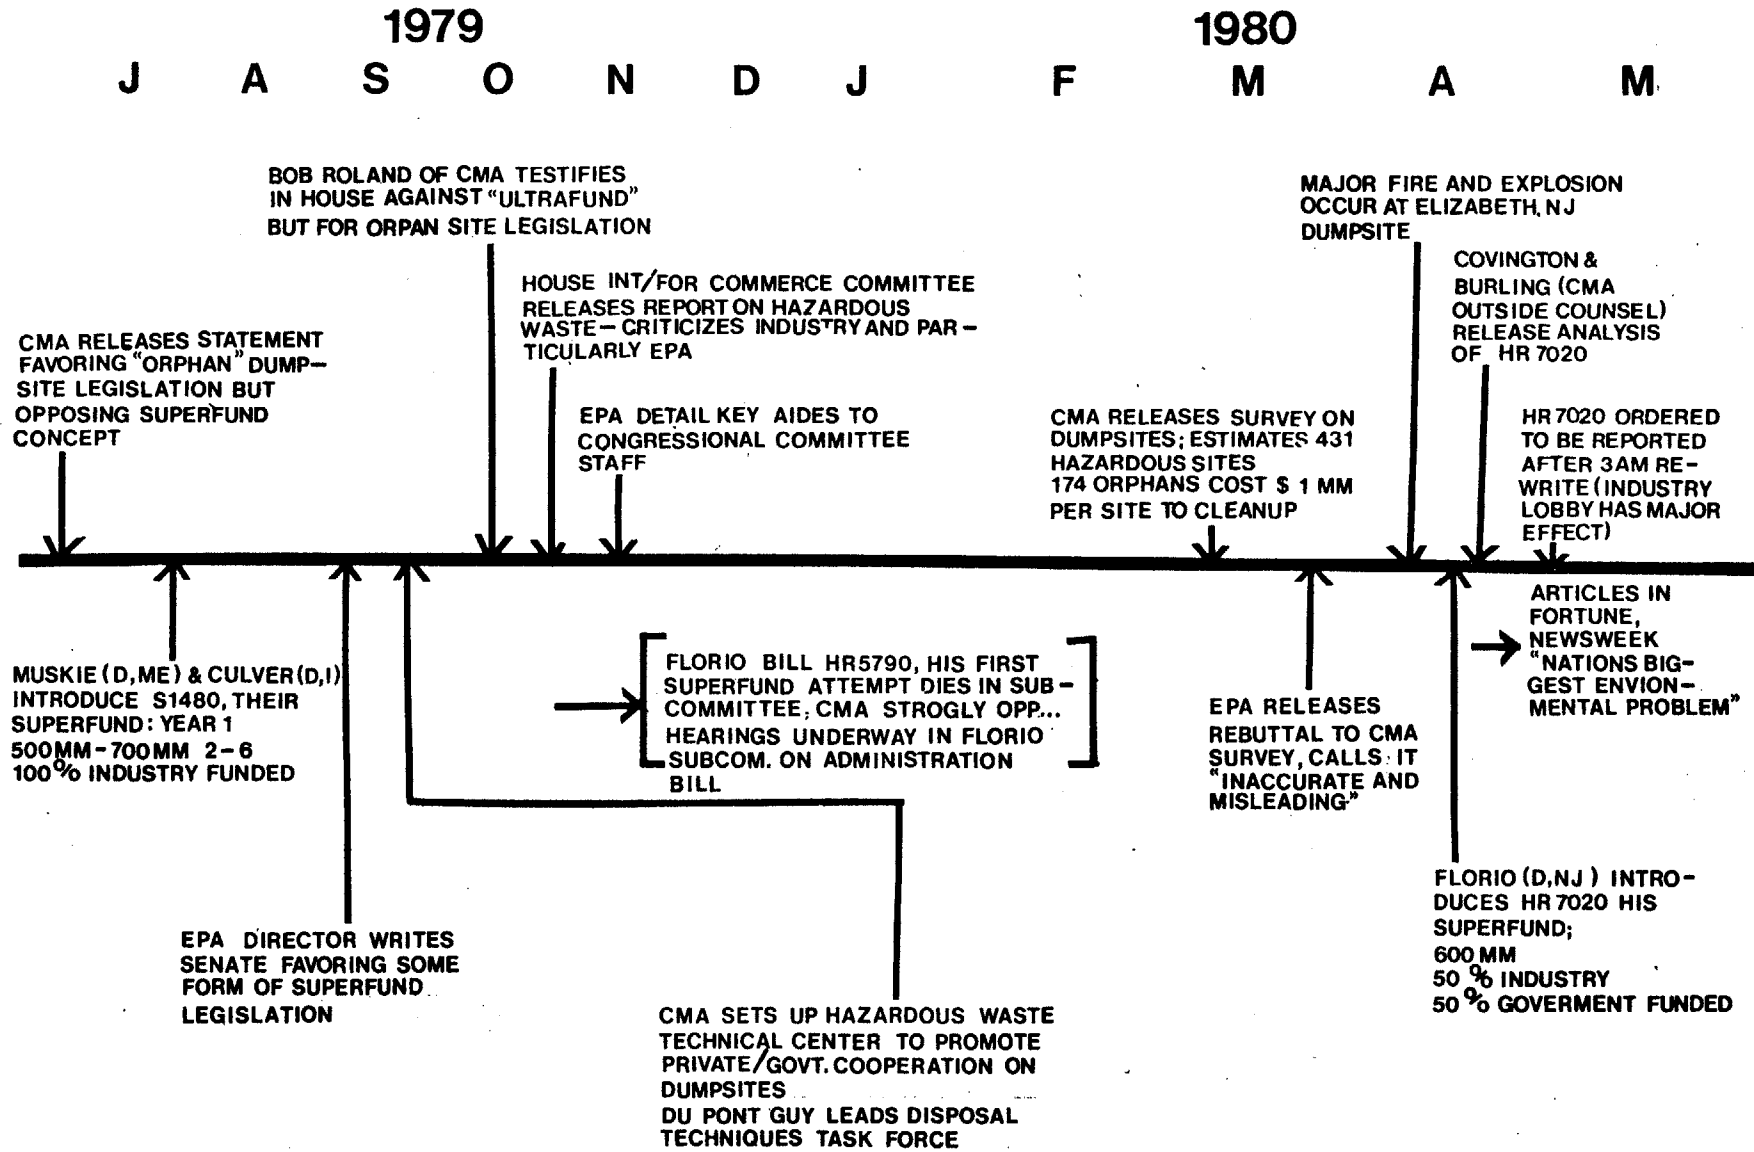 1979
1980
J A S O N D J F M A M
BOB ROLAND OF CMA TESTIFIES
IN HOUSE AGAINST "ULTRAFUND"
BUT FOR ORPAN SITE LEGISLATION
MAJOR FIRE AND EXPLOSION
OCCUR AT ELIZABETH, NJ
DUMPSITE
COVINGTON &
BURLING (CMA
OUTSIDE COUNSEL)
RELEASE ANALYSIS
OF HR 7020
HOUSE INT/FOR COMMERCE COMMITTEE
RELEASES REPORT ON HAZARDOUS
WASTE- CRITICIZES INDUSTRY AND PAR-
TICULARLY EPA
CMA RELEASES STATEMENT
FAVORING "ORPHAN" DUMP-
SITE LEGISLATION BUT
OPPOSING SUPERFUND
CONCEPT
EPA DETAIL KEY AIDES TO
CONGRESSIONAL COMMITTEE
STAFF
CMA RELEASES SURVEY ON
DUMPSITES; ESTIMATES 431
HAZARDOUS SITES
174 ORPHANS COST $ 1 MM
PER SITE TO CLEANUP
HR 7020 ORDERED
TO BE REPORTED
AFTER 3AM RE-
WRITE (INDUSTRY
LOBBY HAS MAJOR
EFFECT)
MUSKIE (D,ME) & CULVER (D,I)
INTRODUCE S1480, THEIR
SUPERFUND: YEAR 1
500MM-700MM 2-6
100% INDUSTRY FUNDED
FLORIO BILL HR5790, HIS FIRST
SUPERFUND ATTEMPT DIES IN SUB-
COMMITTEE; CMA STROGLY OPP...
HEARINGS UNDERWAY IN FLORIO
SUBCOM. ON ADMINISTRATION
BILL
EPA RELEASES
REBUTTAL TO CMA
SURVEY, CALLS IT
"INACCURATE AND
MISLEADING"
ARTICLES IN
FORTUNE,
NEWSWEEK
"NATIONS BIG-
GEST ENVION-
MENTAL PROBLEM"
EPA DIRECTOR WRITES
SENATE FAVORING SOME
FORM OF SUPERFUND
LEGISLATION
CMA SETS UP HAZARDOUS WASTE
TECHNICAL CENTER TO PROMOTE
PRIVATE/GOVT. COOPERATION ON
DUMPSITES
DU PONT GUY LEADS DISPOSAL
TECHNIQUES TASK FORCE
FLORIO (D,NJ) INTRO-
DUCES HR 7020 HIS
SUPERFUND;
600 MM
50 % INDUSTRY
50 % GOVERMENT FUNDED